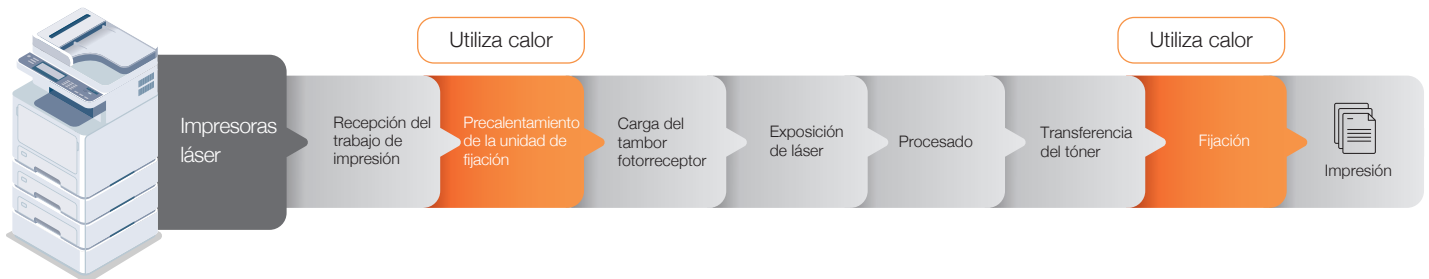 Utiliza calor
Utiliza calor
Impresoras
láser
Recepción del
trabajo de
impresión
Precalentamiento
de la unidad de
fijación
Carga del
tambor
fotorreceptor
Exposición
de láser
Procesado
Transferencia
del tóner
Fijación
Impresión